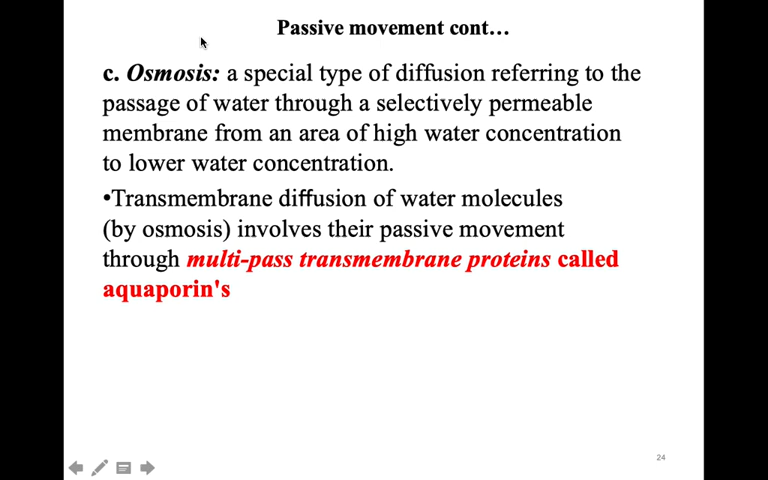 Passive movement cont…
c. Osmosis: a special type of diffusion referring to the
passage of water through a selectively permeable
membrane from an area of high water concentration
to lower water concentration.
•Transmembrane diffusion of water molecules
(by osmosis) involves their passive movement
through multi-pass transmembrane proteins called
aquaporin's
24